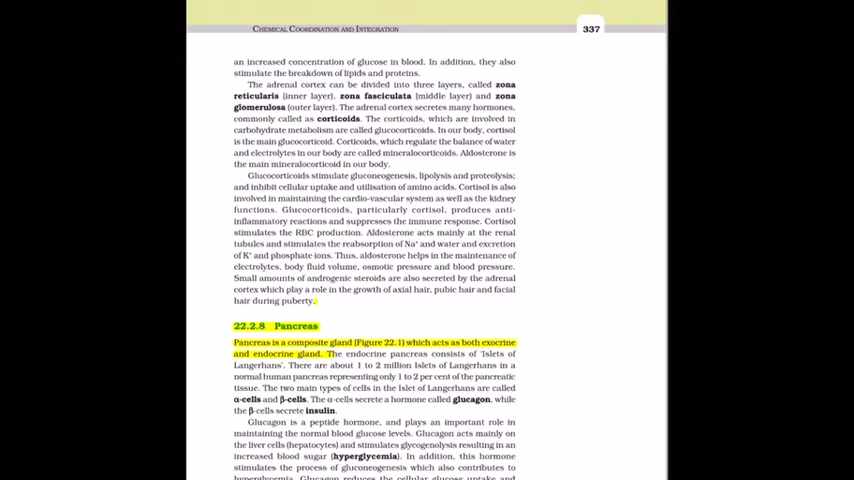 CHEMICAL COORDINATION AND INTEGRATION 337
an increased concentration of glucose in blood. In addition, they also
stimulate the breakdown of lipids and proteins.
The adrenal cortex can be divided into three layers, called zona
reticularis (inner layer), zona fasciculata (middle layer) and zona
glomerulosa (outer layer). The adrenal cortex secretes many hormones,
commonly called as corticoids. The corticoids, which are involved in
carbohydrate metabolism are called glucocorticoids. In our body, cortisol
is the main glucocorticoid. Corticoids, which regulate the balance of water
and electrolytes in our body are called mineralocorticoids. Aldosterone is
the main mineralocorticoid in our body.
Glucocorticoids stimulate gluconeogenesis, lipolysis and proteolysis;
and inhibit cellular uptake and utilisation of amino acids. Cortisol is also
involved in maintaining the cardio-vascular system as well as the kidney
functions. Glucocorticoids, particularly cortisol, produces anti-
inflammatory reactions and suppresses the immune response. Cortisol
stimulates the RBC production. Aldosterone acts mainly at the renal
tubules and stimulates the reabsorption of Na⁺ and water and excretion
of K⁺ and phosphate ions. Thus, aldosterone helps in the maintenance of
electrolytes, body fluid volume, osmotic pressure and blood pressure.
Small amounts of androgenic steroids are also secreted by the adrenal
cortex which play a role in the growth of axial hair, pubic hair and facial
hair during puberty.
22.2.8 Pancreas
Pancreas is a composite gland (Figure 22.1) which acts as both exocrine
and endocrine gland. The endocrine pancreas consists of 'Islets of
Langerhans'. There are about 1 to 2 million Islets of Langerhans in a
normal human pancreas representing only 1 to 2 per cent of the pancreatic
tissue. The two main types of cells in the Islet of Langerhans are called
α-cells and β-cells. The α-cells secrete a hormone called glucagon, while
the β-cells secrete insulin.
Glucagon is a peptide hormone, and plays an important role in
maintaining the normal blood glucose levels. Glucagon acts mainly on
the liver cells (hepatocytes) and stimulates glycogenolysis resulting in an
increased blood sugar (hyperglycemia). In addition, this hormone
stimulates the process of gluconeogenesis which also contributes to
hyperglycemia. Glucagon reduces the cellular glucose uptake and